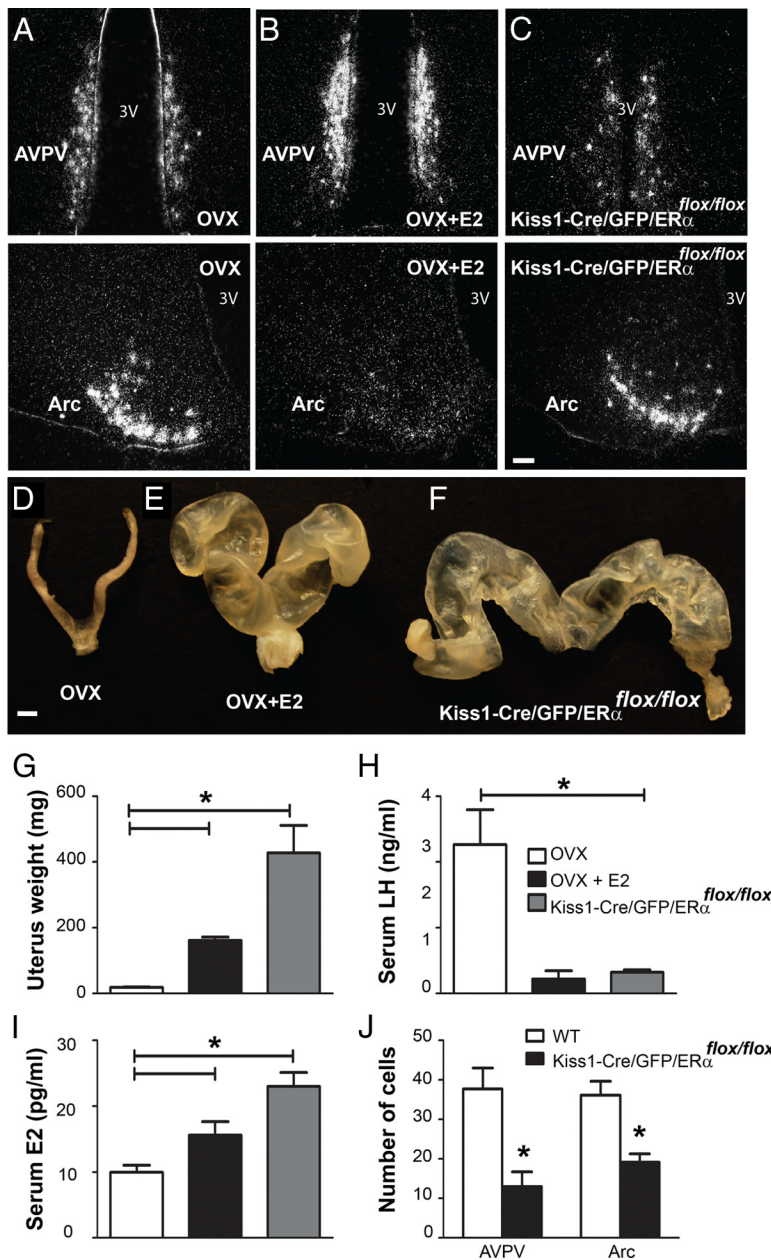 A
B
C
3V
3V
3V
AVPV
AVPV
AVPV
OVX
OVX+E2
Kiss1-Cre/GFP/ERα flox/flox
OVX
OVX+E2
Kiss1-Cre/GFP/ERα flox/flox
3V
3V
3V
Arc
Arc
Arc
D
E
F
OVX
OVX+E2
Kiss1-Cre/GFP/ERα flox/flox
G
Uterus weight (mg)
600
400
200
0
*
H
Serum LH (ng/ml)
4
3
2
1
0
*
OVX
OVX + E2
Kiss1-Cre/GFP/ERα flox/flox
I
Serum E2 (pg/ml)
30
20
10
0
*
J
Number of cells
50
40
30
20
10
0
WT
Kiss1-Cre/GFP/ERα flox/flox
*
*
AVPV
Arc